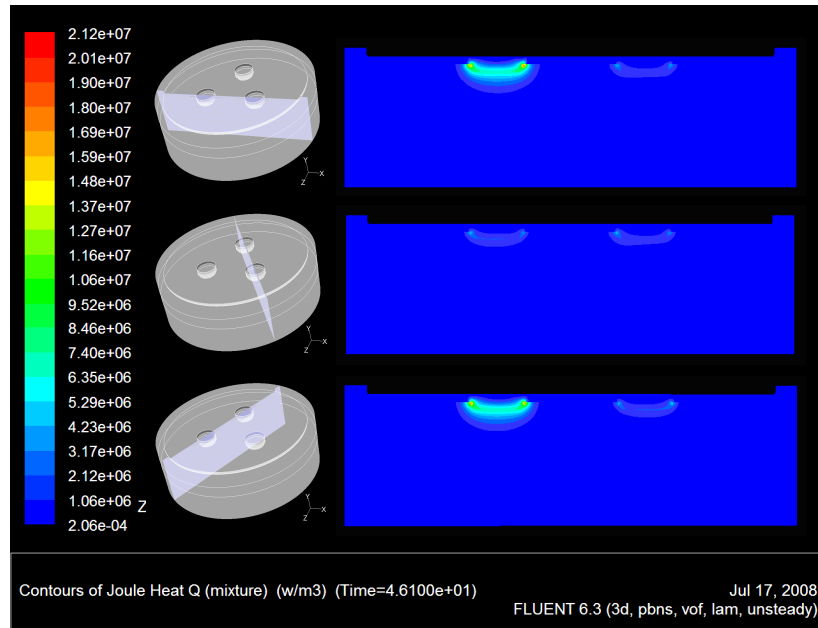 2.12e+07
2.01e+07
1.90e+07
1.80e+07
1.69e+07
1.59e+07
1.48e+07
1.37e+07
1.27e+07
1.16e+07
1.06e+07
9.52e+06
8.46e+06
7.40e+06
6.35e+06
5.29e+06
4.23e+06
3.17e+06
2.12e+06
1.06e+06
2.06e-04
Z
Y
X
Z
Y
X
Z
Y
X
Z
Contours of Joule Heat Q (mixture) (w/m3) (Time=4.6100e+01)
Jul 17, 2008
FLUENT 6.3 (3d, pbns, vof, lam, unsteady)